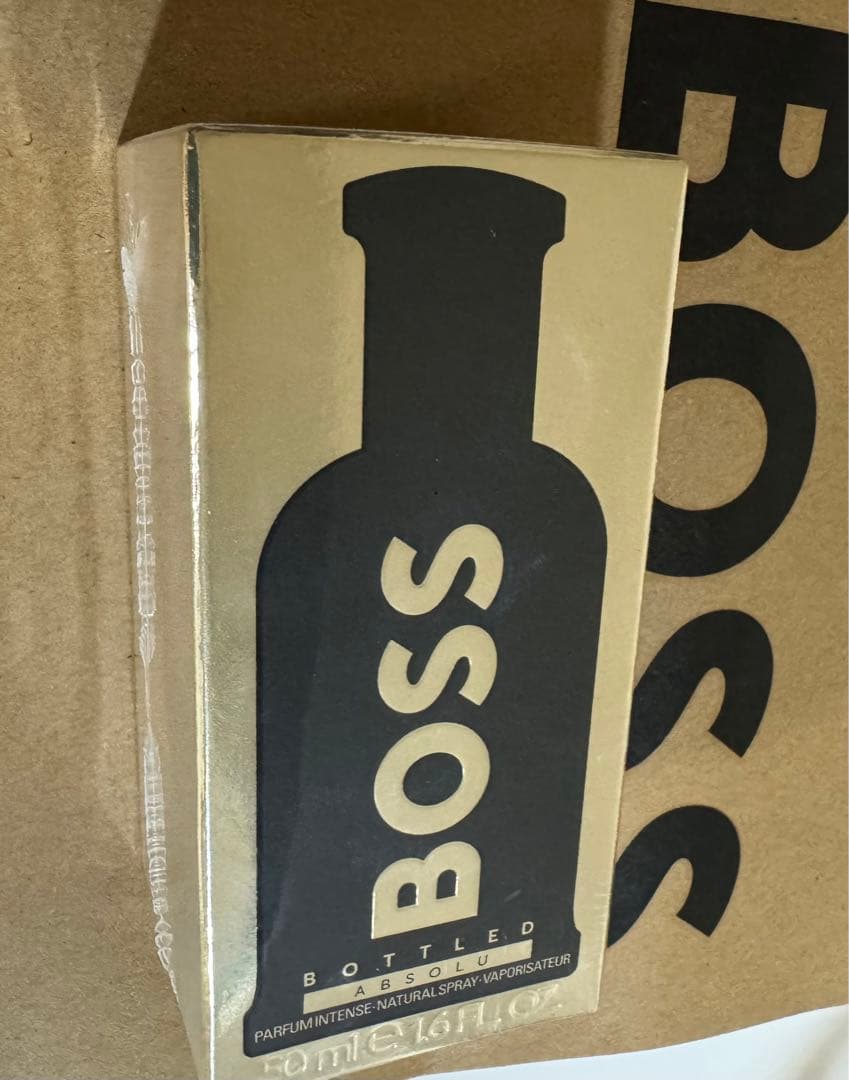 BOSS
BOTTLED
ABSOLU
PARFUM INTENSE·NATURAL SPRAY·VAPORISATEUR
50 ml e 1.6 FL. OZ.
BOSS